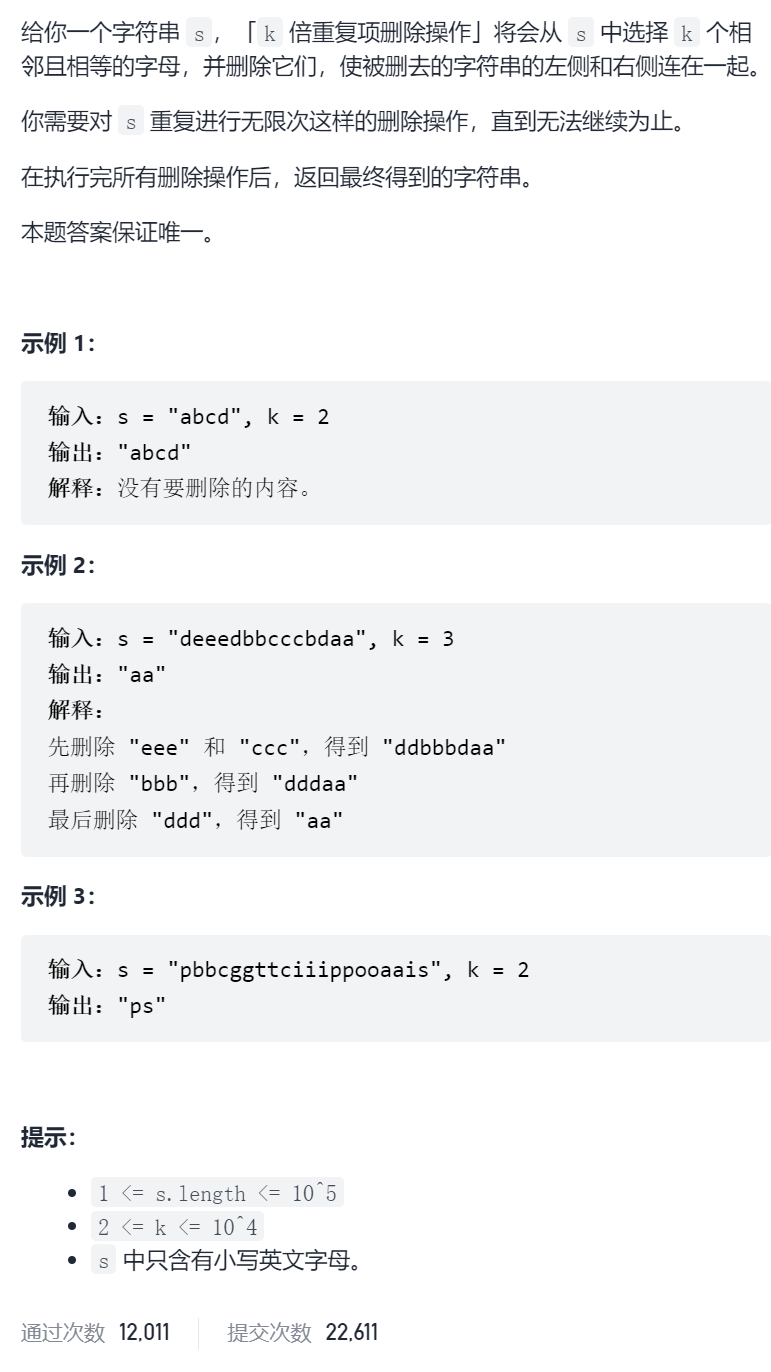 给你一个字符串 s，「k 倍重复项删除操作」将会从 s 中选择 k 个相
邻且相等的字母，并删除它们，使被删去的字符串的左侧和右侧连在一起。
你需要对 s 重复进行无限次这样的删除操作，直到无法继续为止。
在执行完所有删除操作后，返回最终得到的字符串。
本题答案保证唯一。
示例 1：
输入：s = "abcd", k = 2
输出："abcd"
解释：没有要删除的内容。
示例 2：
输入：s = "deeedbbcccbdaa", k = 3
输出："aa"
解释：
先删除 "eee" 和 "ccc"，得到 "ddbbbdaa"
再删除 "bbb"，得到 "dddaa"
最后删除 "ddd"，得到 "aa"
示例 3：
输入：s = "pbbcggttciiippooaais", k = 2
输出："ps"
提示：
• 1 <= s.length <= 10^5
• 2 <= k <= 10^4
• s 中只含有小写英文字母。
通过次数 12,011 提交次数 22,611